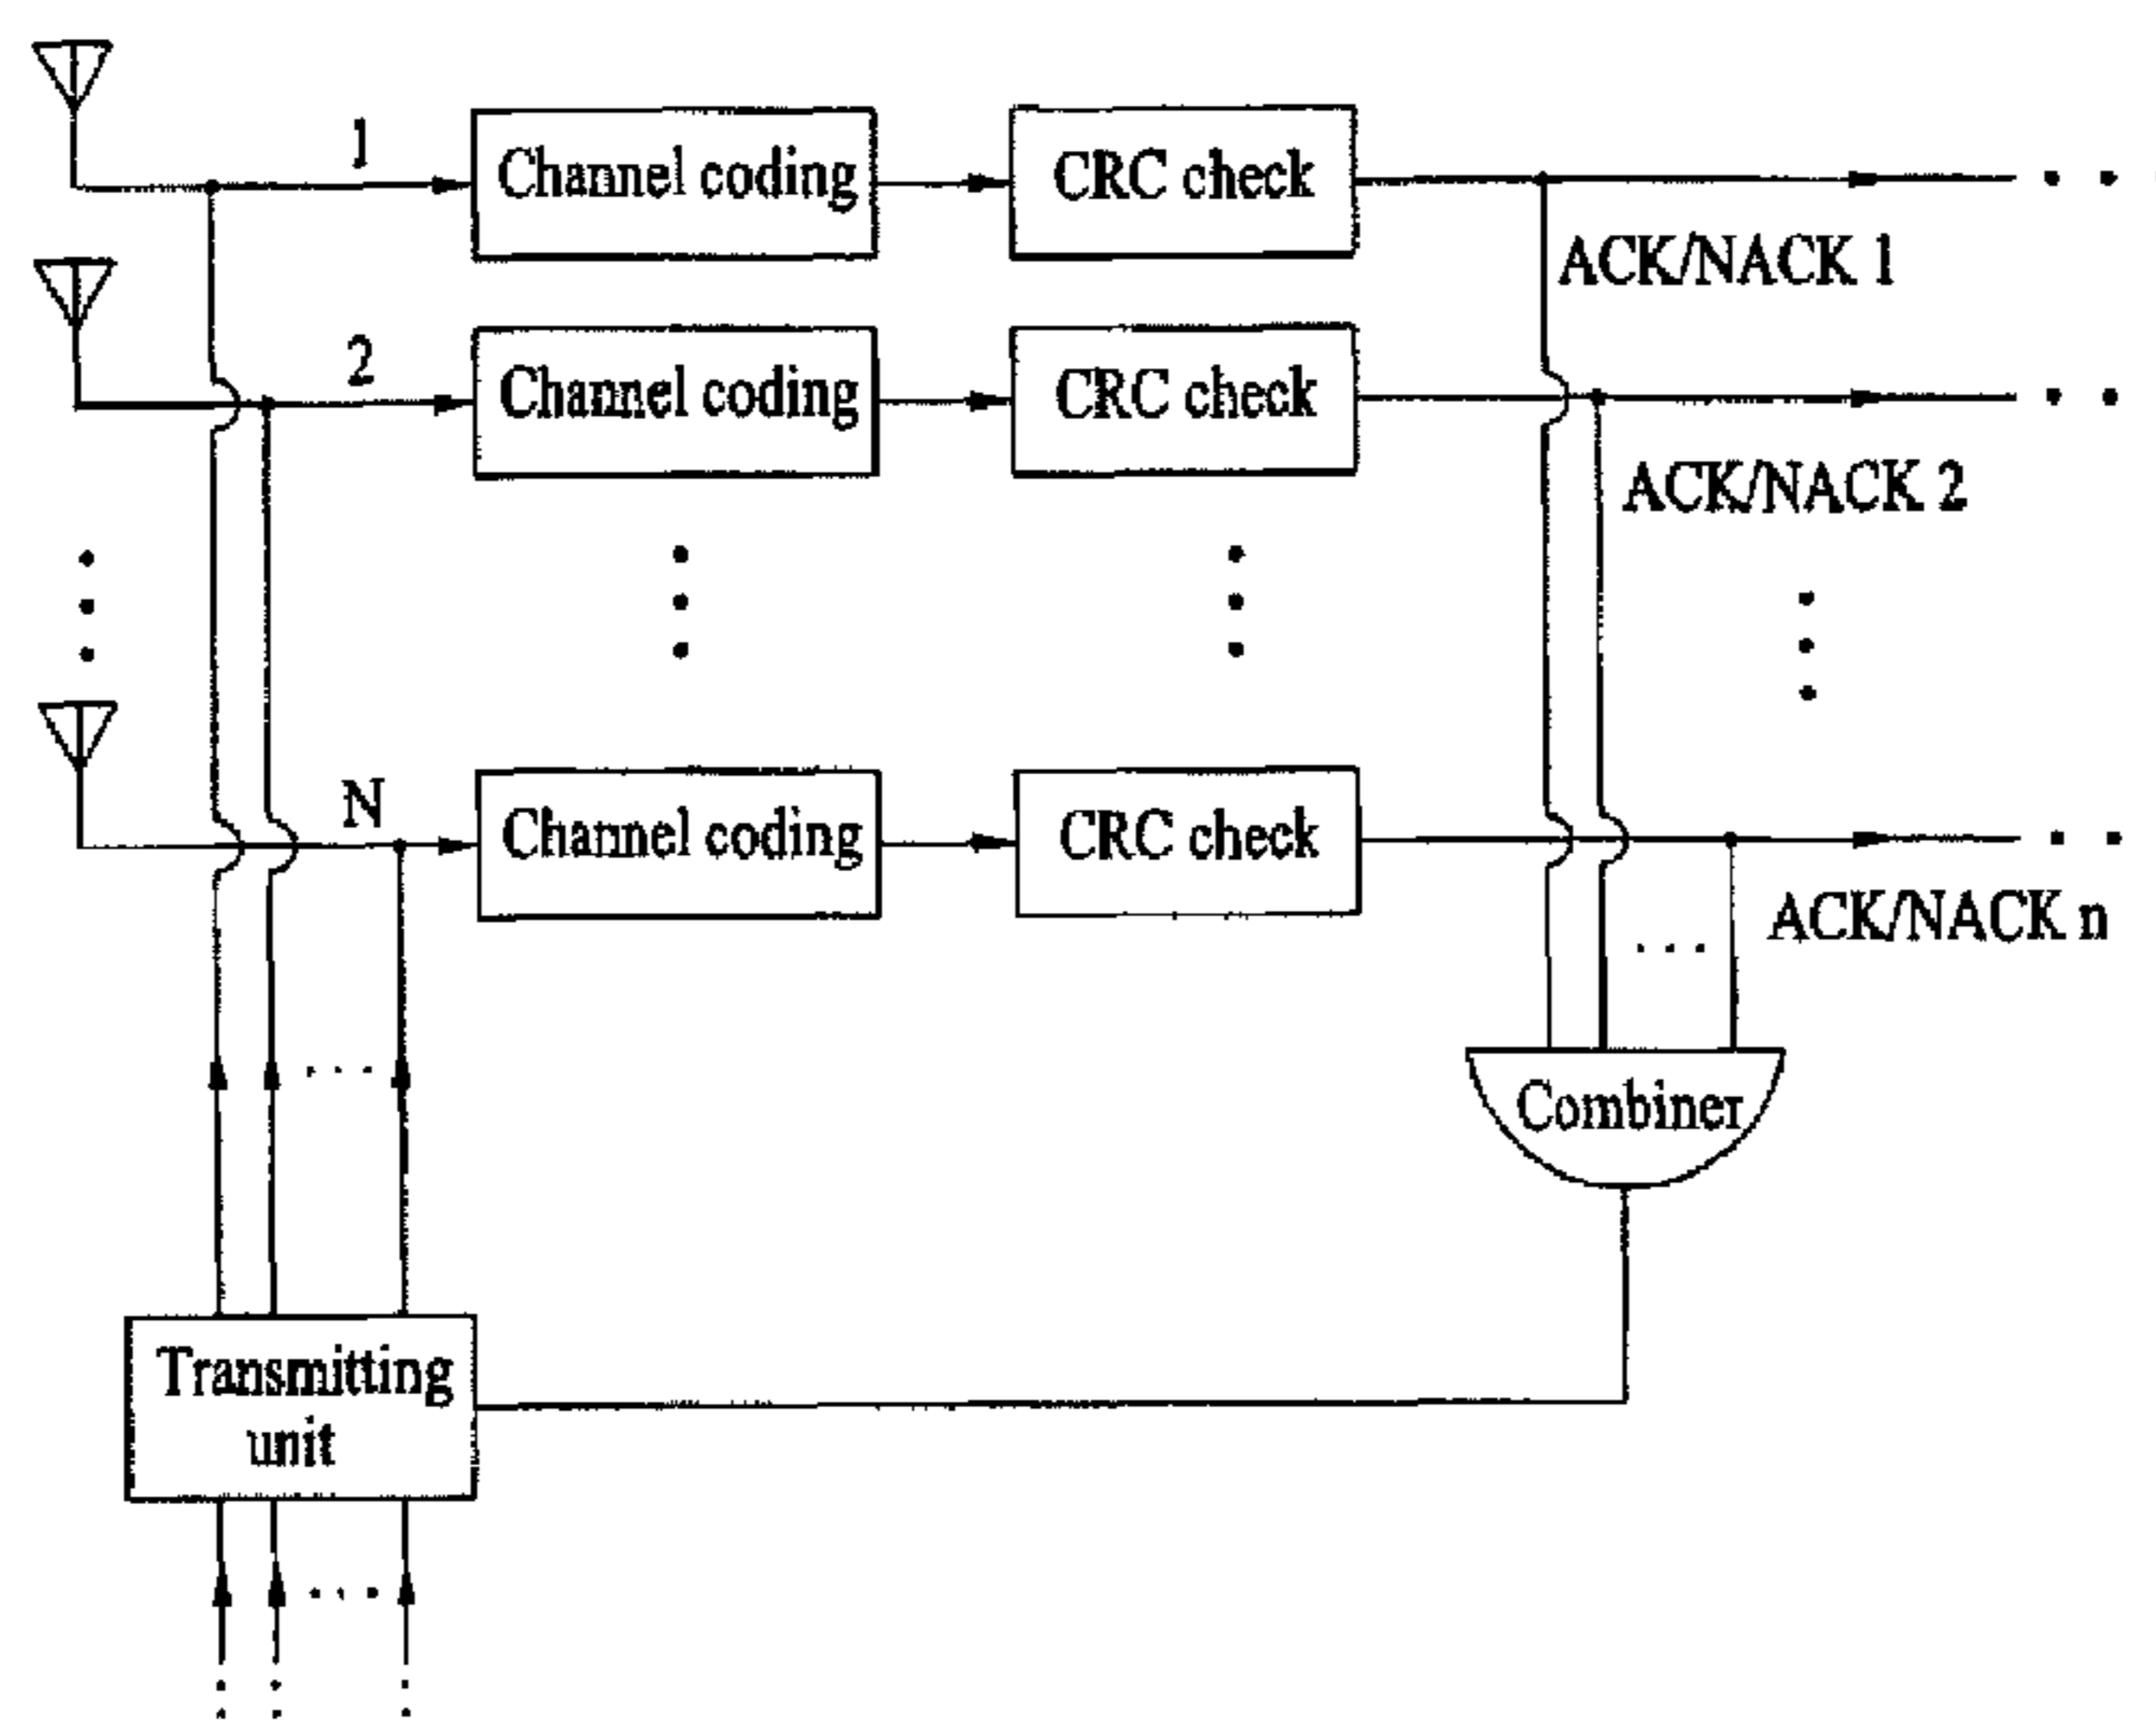 1
Channel coding
CRC check
ACK/NACK 1
2
Channel coding
CRC check
ACK/NACK 2
N
Channel coding
CRC check
ACK/NACK n
Combiner
Transmitting
unit